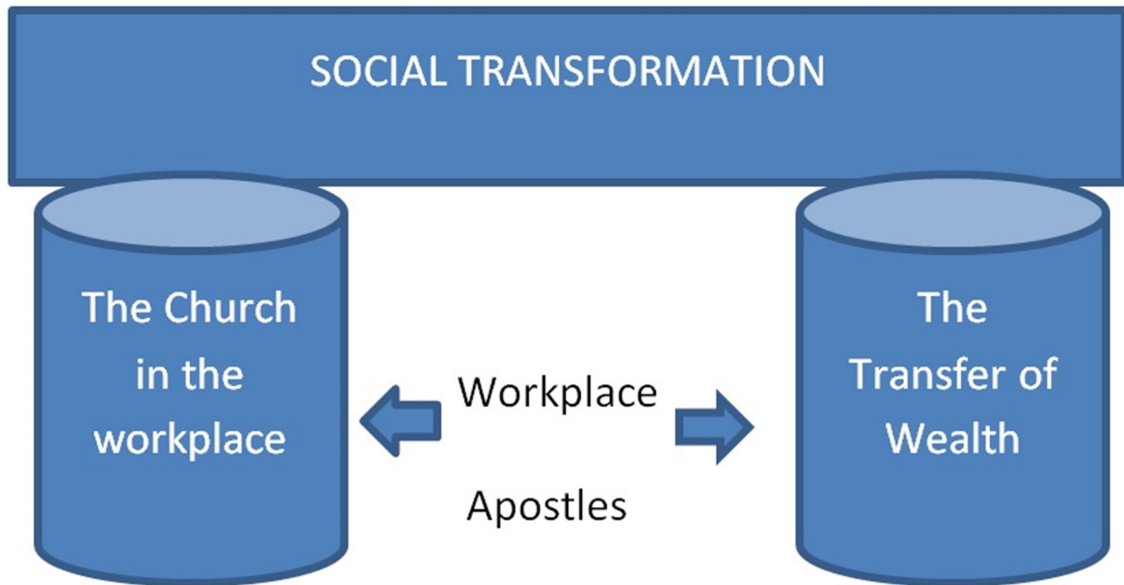 SOCIAL TRANSFORMATION
The Church
in the
workplace
Workplace
Apostles
The
Transfer of
Wealth